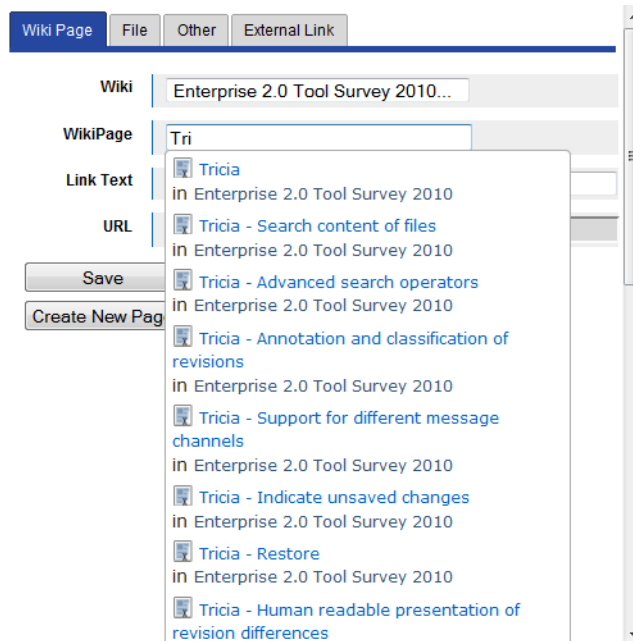 Wiki Page File Other External Link
Wiki Enterprise 2.0 Tool Survey 2010...
WikiPage Tri
Tricia
in Enterprise 2.0 Tool Survey 2010
Link Text
Tricia - Search content of files
in Enterprise 2.0 Tool Survey 2010
URL
Tricia - Advanced search operators
in Enterprise 2.0 Tool Survey 2010
Save
Create New Pag
Tricia - Annotation and classification of
revisions
in Enterprise 2.0 Tool Survey 2010
Tricia - Support for different message
channels
in Enterprise 2.0 Tool Survey 2010
Tricia - Indicate unsaved changes
in Enterprise 2.0 Tool Survey 2010
Tricia - Restore
in Enterprise 2.0 Tool Survey 2010
Tricia - Human readable presentation of
revision differences